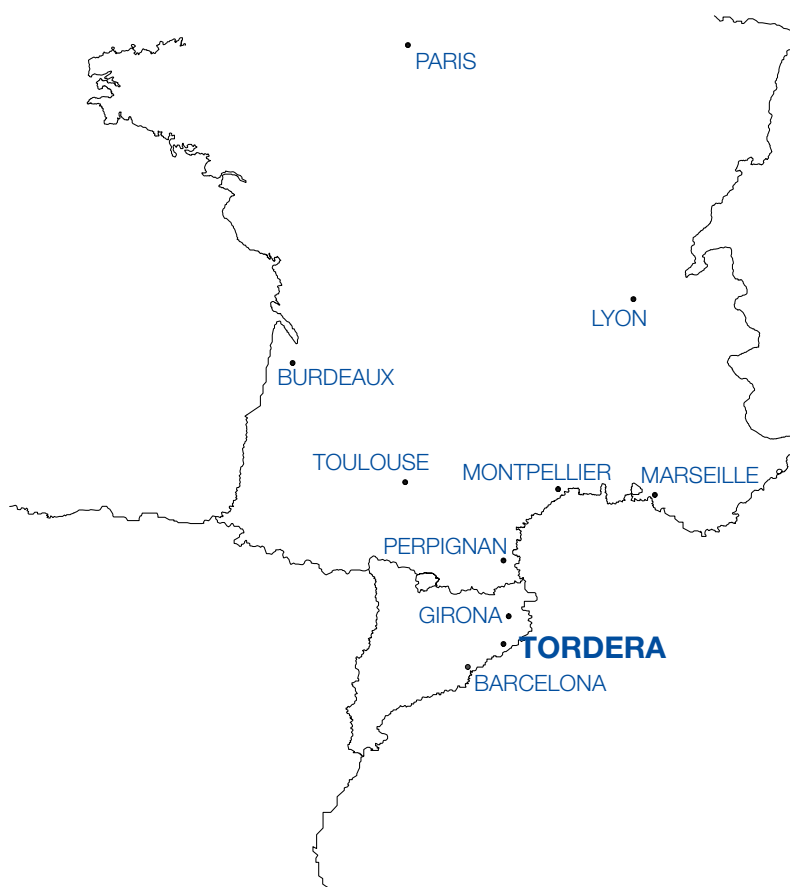 PARIS
LYON
BURDEAUX
TOULOUSE
MONTPELLIER
MARSEILLE
PERPIGNAN
GIRONA
TORDERA
BARCELONA